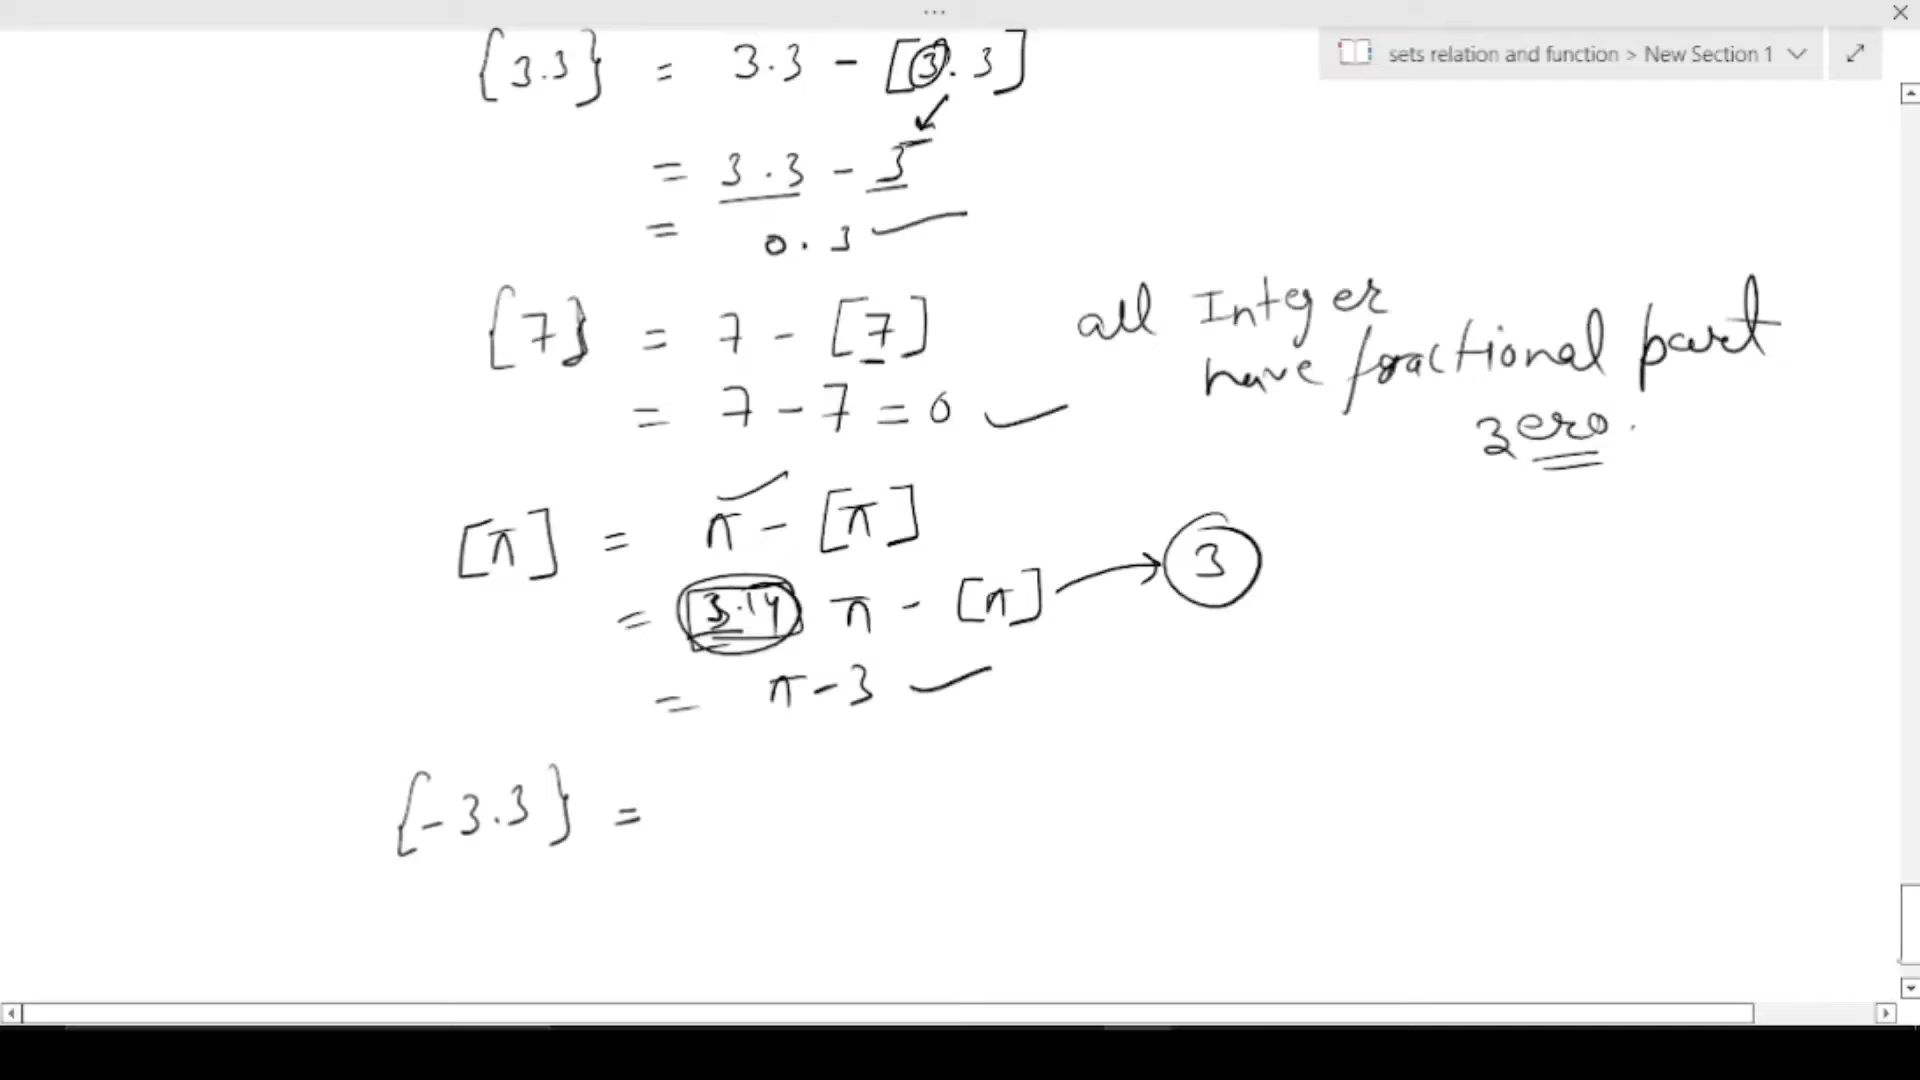 ...
sets relation and function > New Section 1
{3.3} = 3.3 - [3.3]
= 3.3 - 3
= 0.3
{7} = 7 - [7]
= 7 - 7 = 0
all Integer
have fractional part
zero.
[π] = π - [π]
= 3.14 π - [π] → 3
= π - 3
{-3.3} =